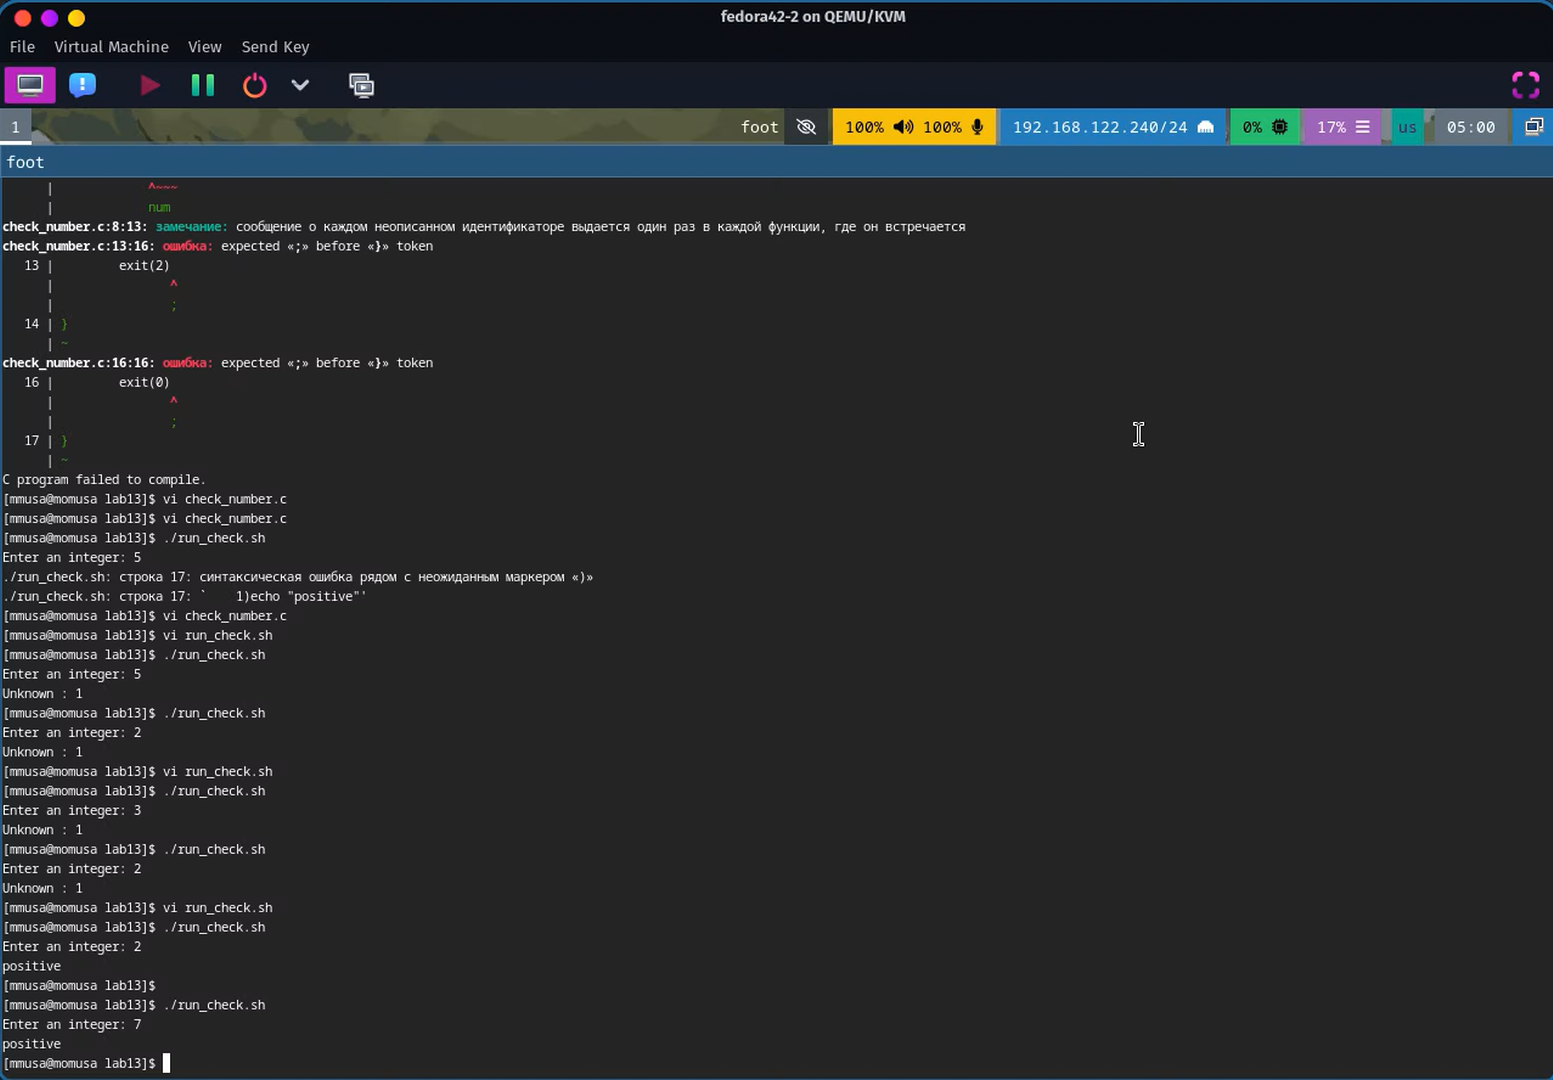 fedora42-2 on QEMU/KVM
File Virtual Machine View Send Key
1 foot 100% 100% 192.168.122.240/24 0% 17% us 05:00
foot
| ^~~~
| num
check_number.c:8:13: замечание: сообщение о каждом неописанном идентификаторе выдается один раз в каждой функции, где он встречается
check_number.c:13:16: ошибка: expected «;» before «}» token
13 | exit(2)
| ^
| ;
14 | }
| ~
check_number.c:16:16: ошибка: expected «;» before «}» token
16 | exit(0)
| ^
| ;
17 | }
| ~
C program failed to compile.
[mmusa@momusa lab13]$ vi check_number.c
[mmusa@momusa lab13]$ vi check_number.c
[mmusa@momusa lab13]$ ./run_check.sh
Enter an integer: 5
./run_check.sh: строка 17: синтаксическая ошибка рядом с неожиданным маркером «)»
./run_check.sh: строка 17: `    1)echo "positive"'
[mmusa@momusa lab13]$ vi check_number.c
[mmusa@momusa lab13]$ vi run_check.sh
[mmusa@momusa lab13]$ ./run_check.sh
Enter an integer: 5
Unknown : 1
[mmusa@momusa lab13]$ ./run_check.sh
Enter an integer: 2
Unknown : 1
[mmusa@momusa lab13]$ vi run_check.sh
[mmusa@momusa lab13]$ ./run_check.sh
Enter an integer: 3
Unknown : 1
[mmusa@momusa lab13]$ ./run_check.sh
Enter an integer: 2
Unknown : 1
[mmusa@momusa lab13]$ vi run_check.sh
[mmusa@momusa lab13]$ ./run_check.sh
Enter an integer: 2
positive
[mmusa@momusa lab13]$
[mmusa@momusa lab13]$ ./run_check.sh
Enter an integer: 7
positive
[mmusa@momusa lab13]$